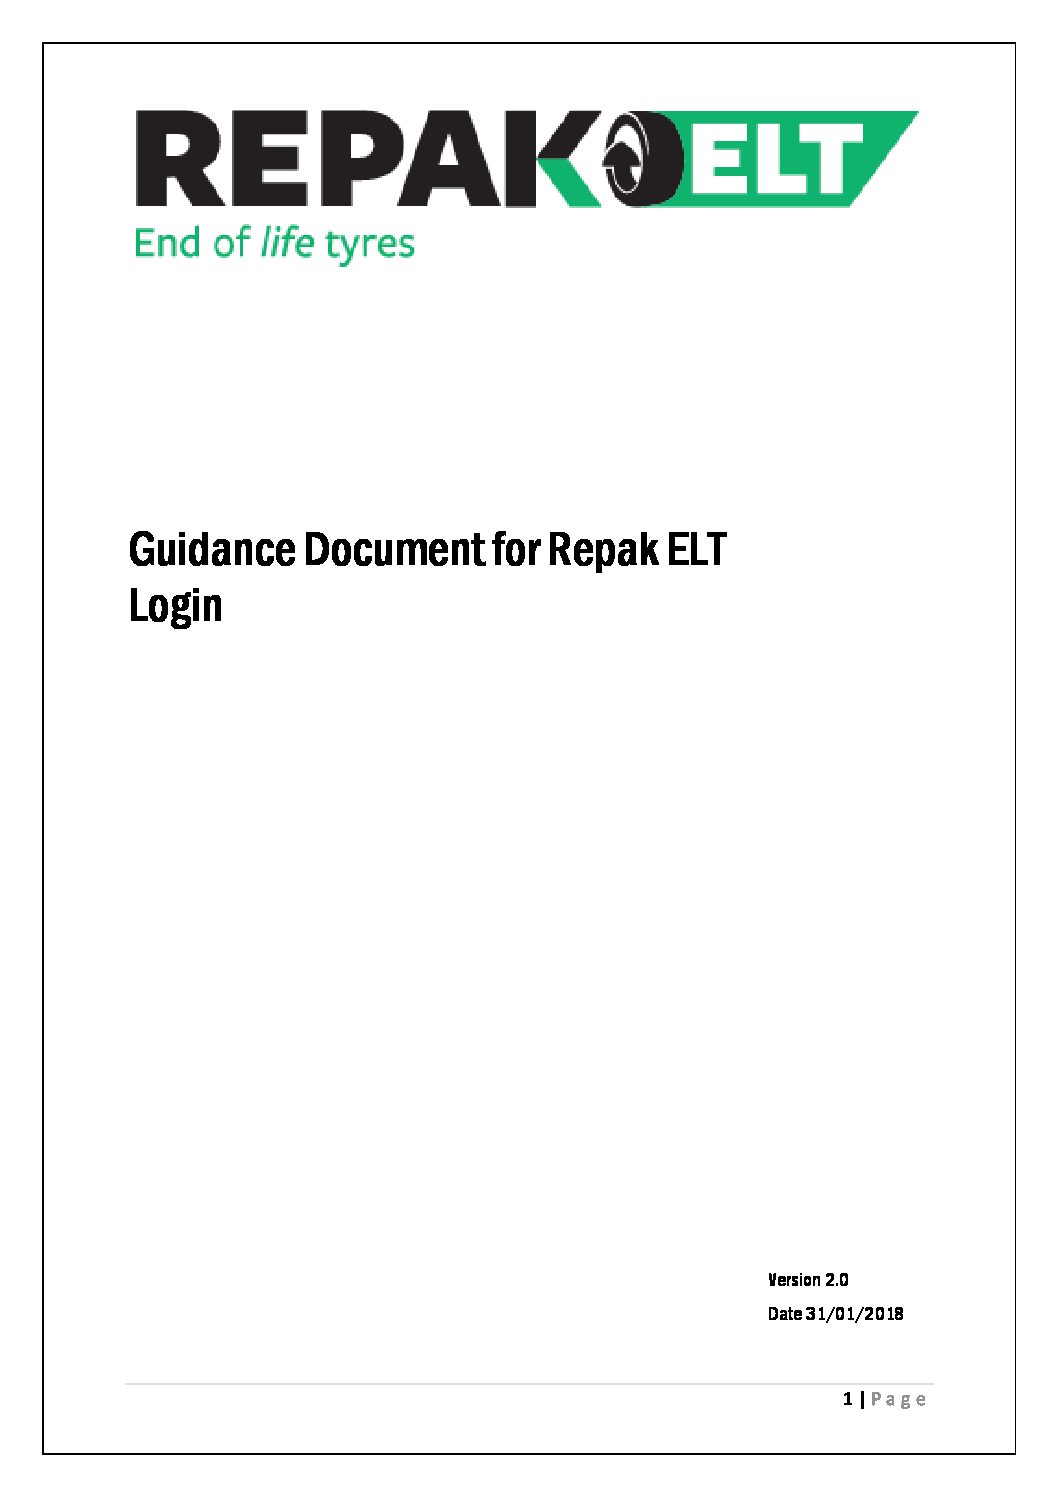 REPAK ELT
End of life tyres
Guidance Document for Repak ELT
Login
Version 2.0
Date 31/01/2018
1 | Page